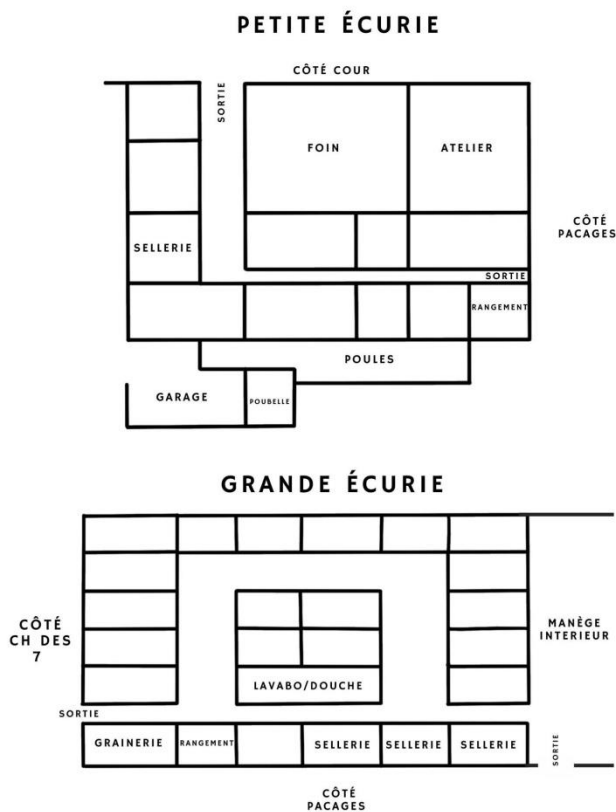 PETITE ÉCURIE
CÔTÉ COUR
SORTIE
FOIN
ATELIER
SELLERIE
CÔTÉ
PACAGES
SORTIE
RANGEMENT
POULES
GARAGE
POUBELLE
GRANDE ÉCURIE
CÔTÉ
CH DES
7
MANÈGE
INTERIEUR
LAVABO/DOUCHE
SORTIE
GRAINERIE
RANGEMENT
SELLERIE
SELLERIE
SELLERIE
SORTIE
CÔTÉ
PACAGES